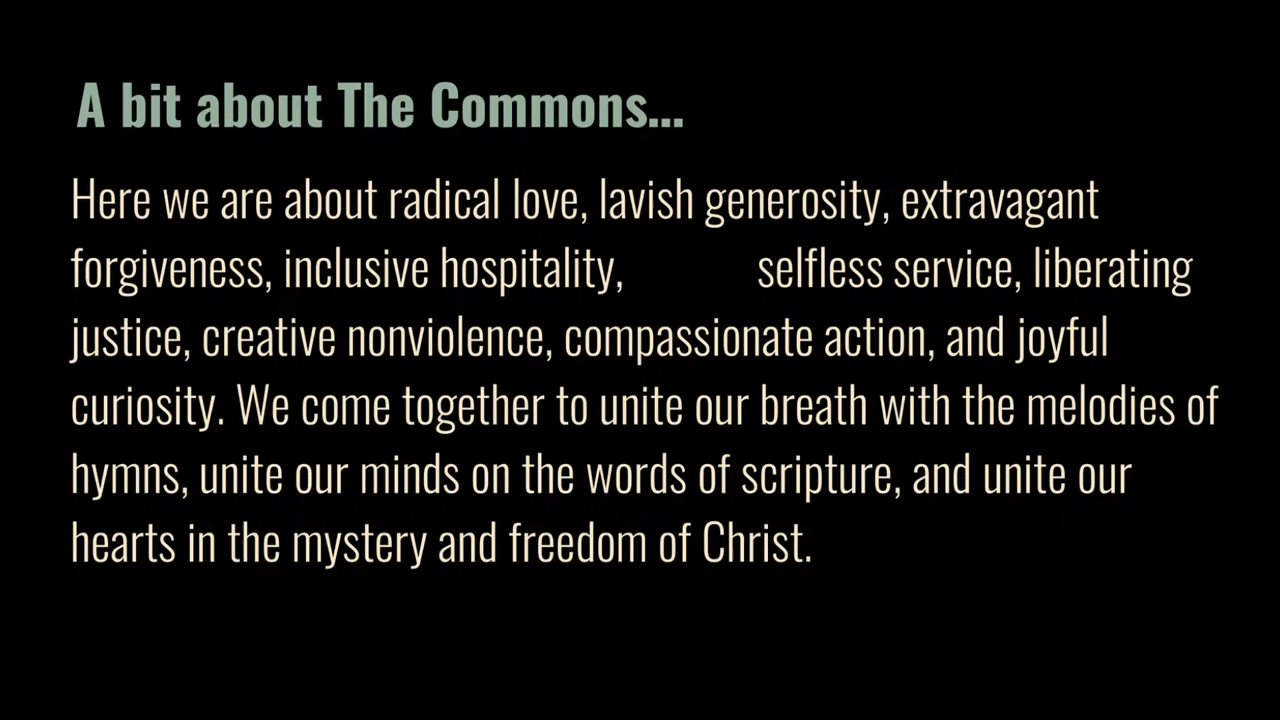 A bit about The Commons...
Here we are about radical love, lavish generosity, extravagant
forgiveness, inclusive hospitality, selfless service, liberating
justice, creative nonviolence, compassionate action, and joyful
curiosity. We come together to unite our breath with the melodies of
hymns, unite our minds on the words of scripture, and unite our
hearts in the mystery and freedom of Christ.